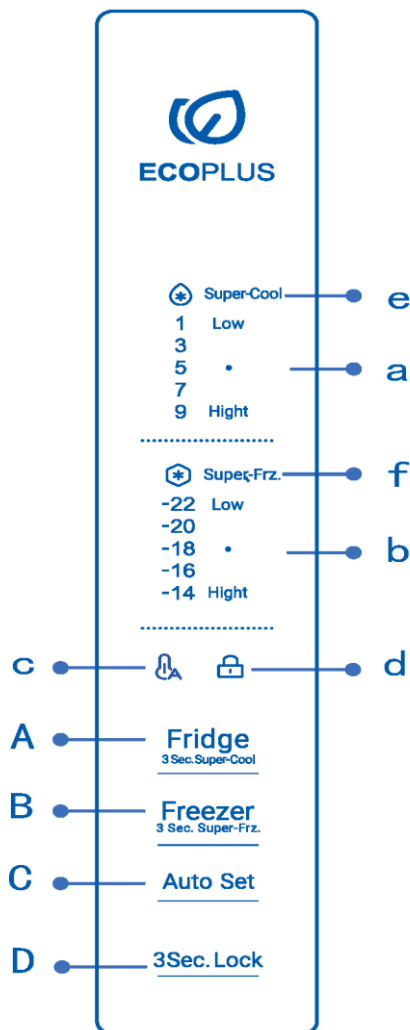 ECOPLUS
Super-Cool e
1 Low
3
5 a
7
9 Hight
Super-Frz. f
-22 Low
-20
-18 b
-16
-14 Hight
c d
A Fridge
3 Sec.Super-Cool
B Freezer
3 Sec. Super-Frz.
C Auto Set
D 3Sec. Lock